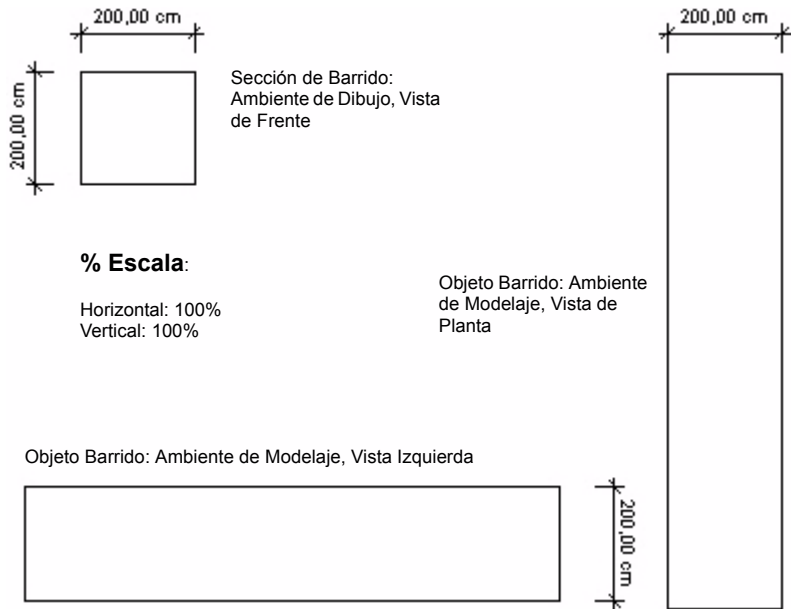 200,00 cm
200,00 cm
200,00 cm
Sección de Barrido:
Ambiente de Dibujo, Vista
de Frente
% Escala:
Horizontal: 100%
Vertical: 100%
Objeto Barrido: Ambiente
de Modelaje, Vista de
Planta
Objeto Barrido: Ambiente de Modelaje, Vista Izquierda
200,00 cm